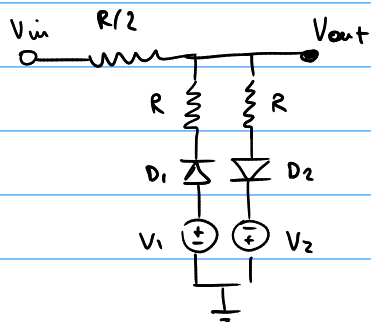 R/2
Vin Vout
R R
D1 D2
V1 + - - + V2